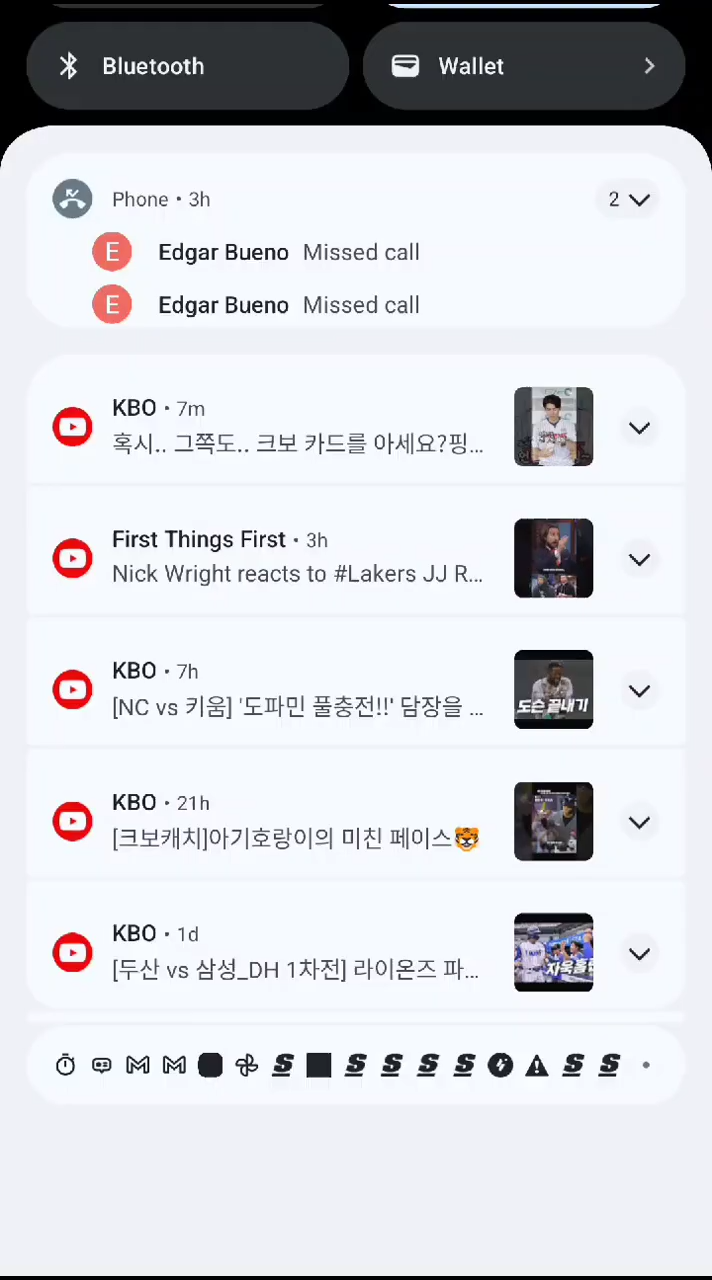 Bluetooth
Wallet
Phone • 3h
2
E
Edgar Bueno Missed call
E
Edgar Bueno Missed call
KBO • 7m
혹시.. 그쪽도.. 크보 카드를 아세요?핑...
First Things First • 3h
Nick Wright reacts to #Lakers JJ R...
KBO • 7h
[NC vs 키움] '도파민 풀충전!!' 담장을 ...
도슨 끝내기
KBO • 21h
[크보캐치]아기호랑이의 미친 페이스🐯
KBO • 1d
[두산 vs 삼성_DH 1차전] 라이온즈 파...